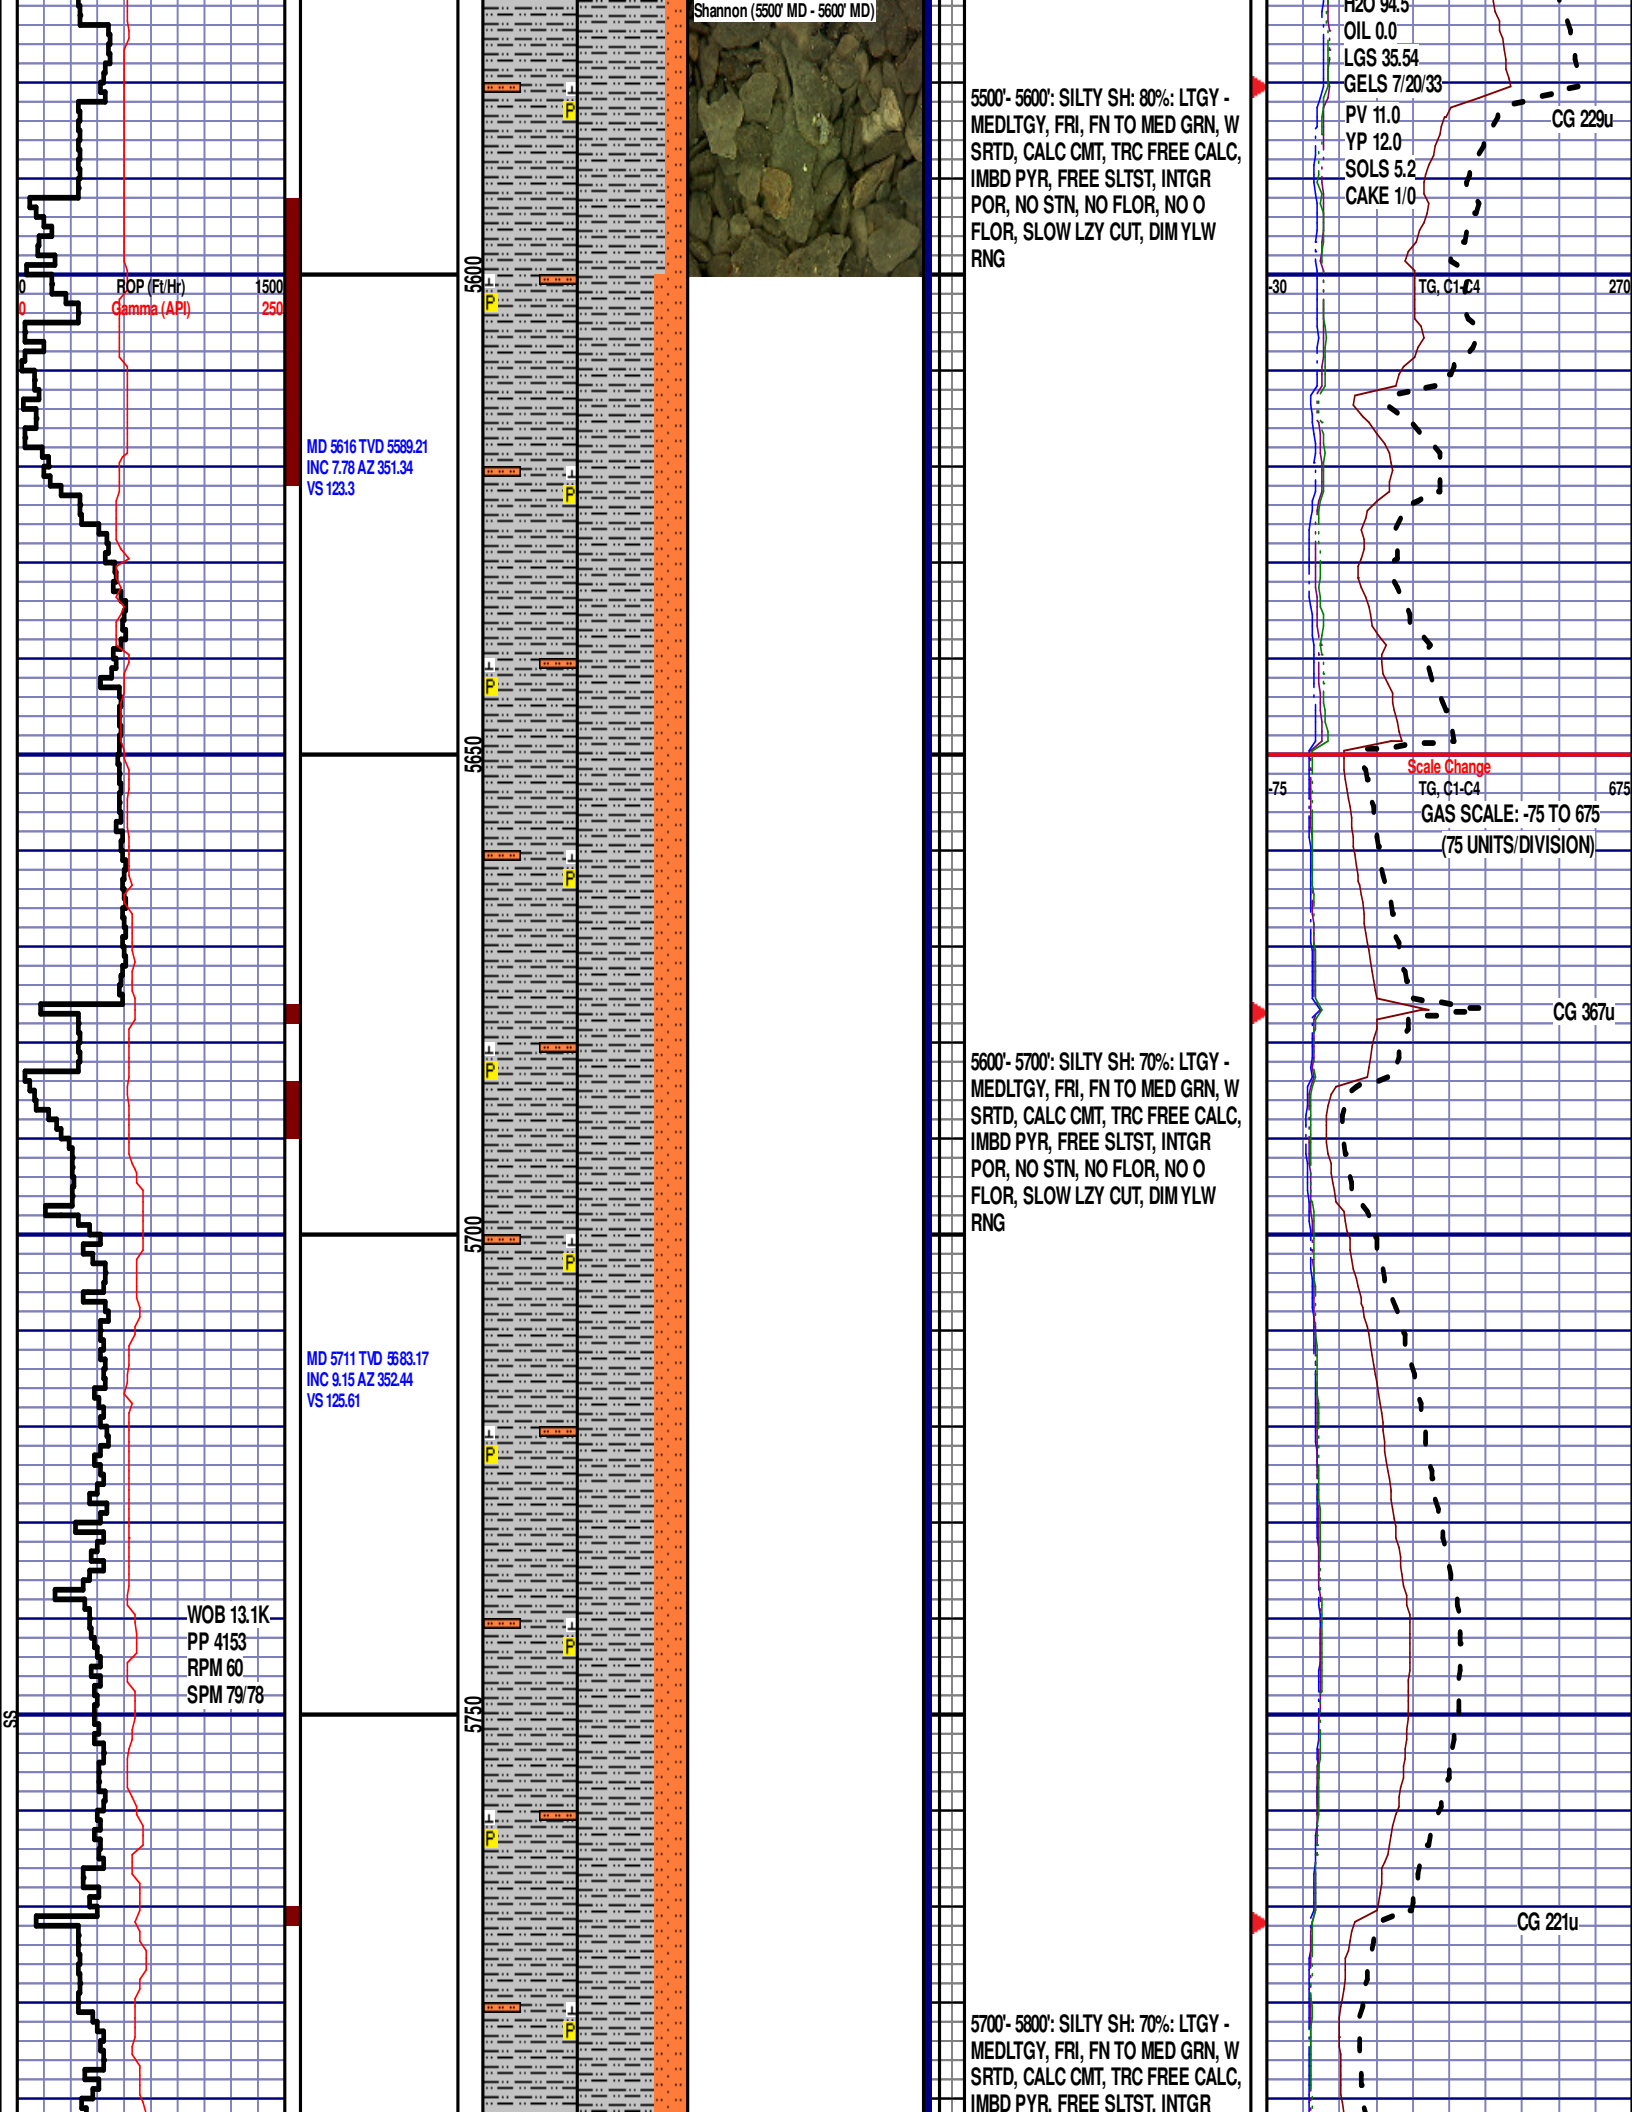 Shannon (5500' MD - 5600' MD)
H2O 94.5
OIL 0.0
LGS 35.54
GELS 7/20/33
PV 11.0
YP 12.0
SOLS 5.2
CAKE 1/0
CG 229u
5500'- 5600': SILTY SH: 80%: LTGY -
MEDLTGY, FRI, FN TO MED GRN, W
SRTD, CALC CMT, TRC FREE CALC,
IMBD PYR, FREE SLTST, INTGR
POR, NO STN, NO FLOR, NO O
FLOR, SLOW LZY CUT, DIM YLW
RNG
P
5600
0 ROP (Ft/Hr) 1500
0 Gamma (API) 250
-30 TG, C1-C4 270
P
MD 5616 TVD 5589.21
INC 7.78 AZ 351.34
VS 123.3
P
P
5650
Scale Change
-75 TG, C1-C4 675
GAS SCALE: -75 TO 675
(75 UNITS/DIVISION)
P
CG 367u
P
5600'- 5700': SILTY SH: 70%: LTGY -
MEDLTGY, FRI, FN TO MED GRN, W
SRTD, CALC CMT, TRC FREE CALC,
IMBD PYR, FREE SLTST, INTGR
POR, NO STN, NO FLOR, NO O
FLOR, SLOW LZY CUT, DIM YLW
RNG
5700
P
MD 5711 TVD 5683.17
INC 9.15 AZ 352.44
VS 125.61
P
WOB 13.1K
PP 4153
RPM 60
SPM 79/78
P
SS
5750
P
CG 221u
P
5700'- 5800': SILTY SH: 70%: LTGY -
MEDLTGY, FRI, FN TO MED GRN, W
SRTD, CALC CMT, TRC FREE CALC,
IMBD PYR, FREE SLTST, INTGR